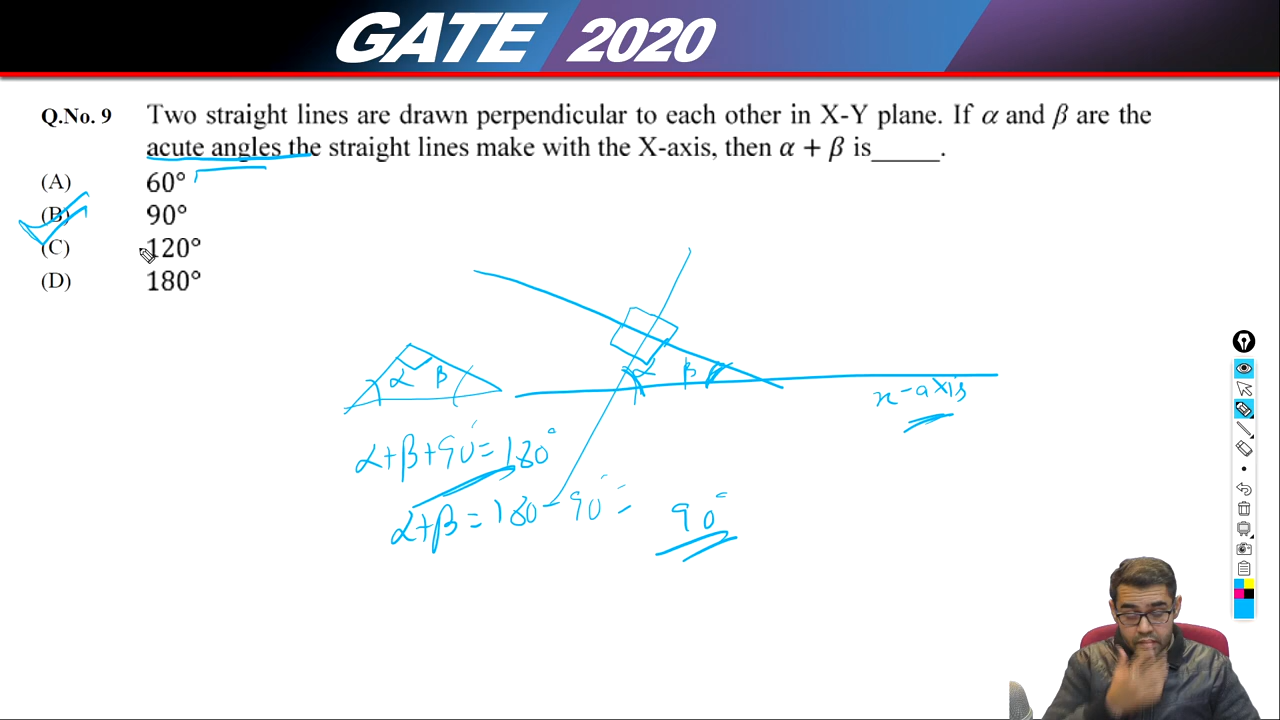 GATE 2020
Q.No. 9 Two straight lines are drawn perpendicular to each other in X-Y plane. If α and β are the
acute angles the straight lines make with the X-axis, then α + β is_____.
(A) 60°
(B) 90°
(C) 120°
(D) 180°
α β
α β
x-axis
α+β+90°=180°
α+β=180-90°= 90°